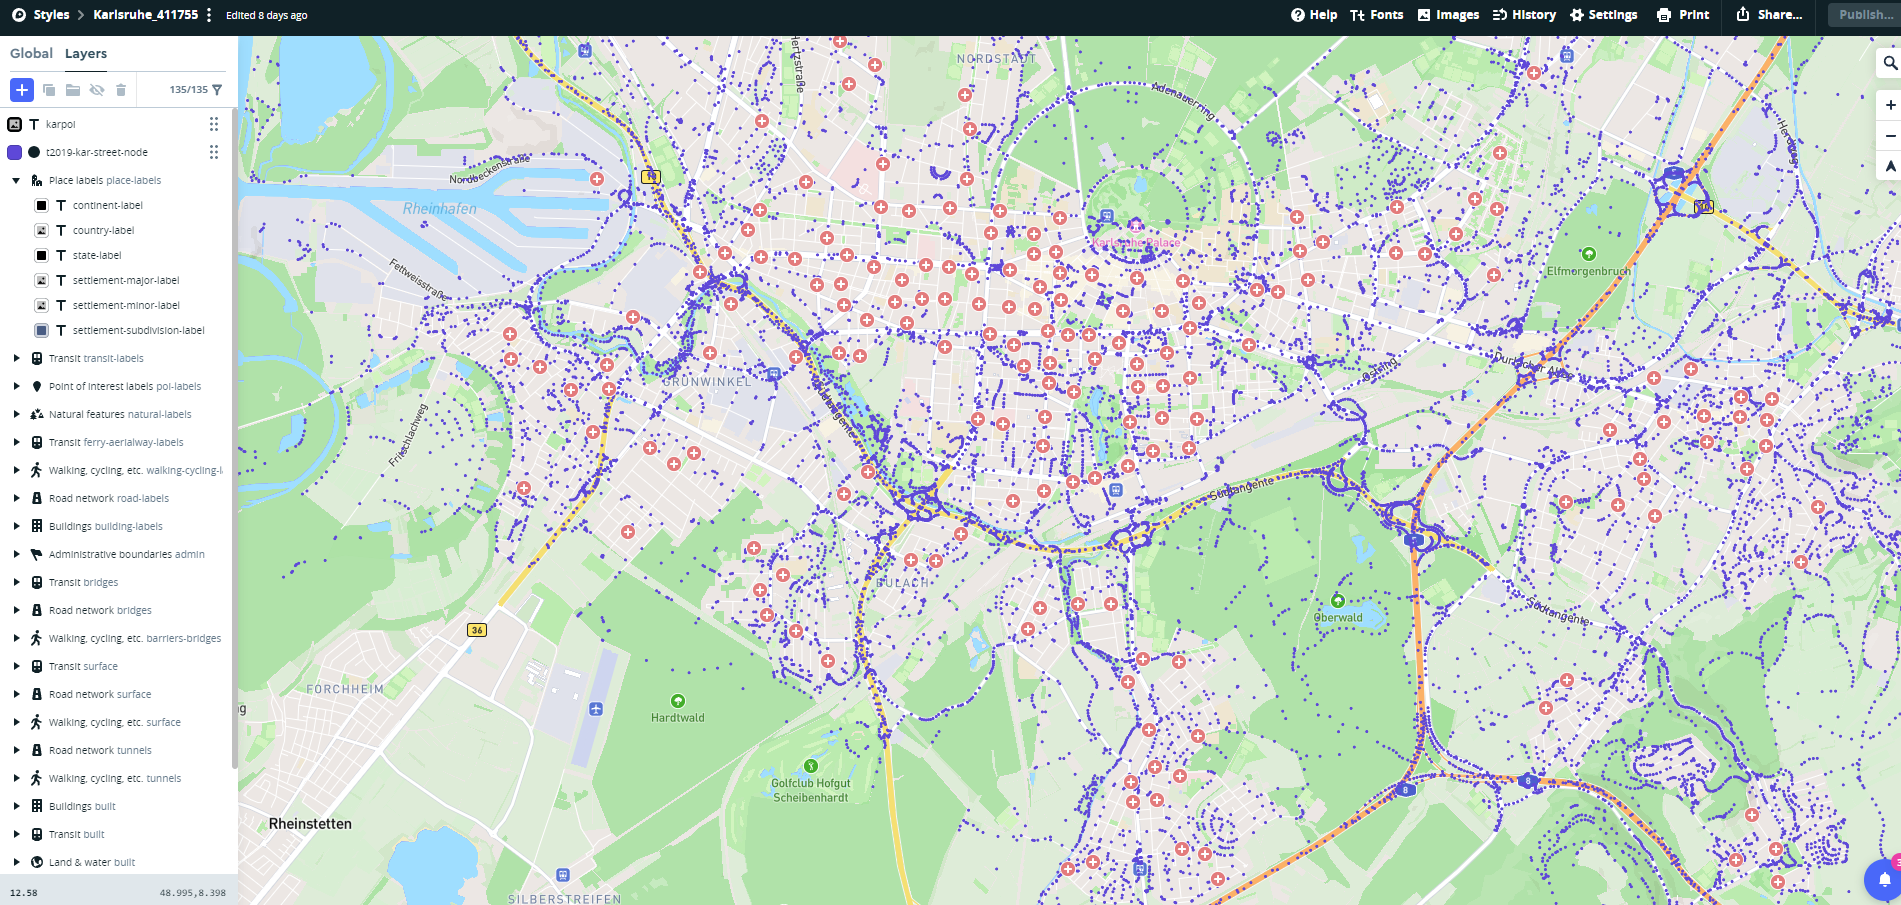 Styles
Karlsruhe_411755
Edited 8 days ago
Help
Fonts
Images
History
Settings
Print
Share...
Publish...
Global
Layers
135/135
karpoi
t2019-kar-street-node
Place labels place-labels
continent-label
country-label
state-label
settlement-major-label
settlement-minor-label
settlement-subdivision-label
Transit transit-labels
Point of interest labels poi-labels
Natural features natural-labels
Transit ferry-aerialway-labels
Walking, cycling, etc. walking-cycling-l
Road network road-labels
Buildings building-labels
Administrative boundaries admin
Transit bridges
Road network bridges
Walking, cycling, etc. barriers-bridges
Transit surface
Road network surface
Walking, cycling, etc. surface
Road network tunnels
Walking, cycling, etc. tunnels
Buildings built
Transit built
Land & water built
12.58
48.995,8.398
NORDSTADT
Hertzstraße
Adenauerring
Nordbeckenstraße
Rheinhafen
Karlsruhe Palace
Fettweisstraße
Elfmorgenbruch
Durlacher Allee
Ostring
GRÜNWINKEL
Südtangente
Fritschlachweg
Südtangente
BULACH
Südtangente
Oberwald
36
FORCHHEIM
g
Hardtwald
Golfclub Hofgut
Scheibenhardt
8
8
Rheinstetten
SILBERSTREIFEN